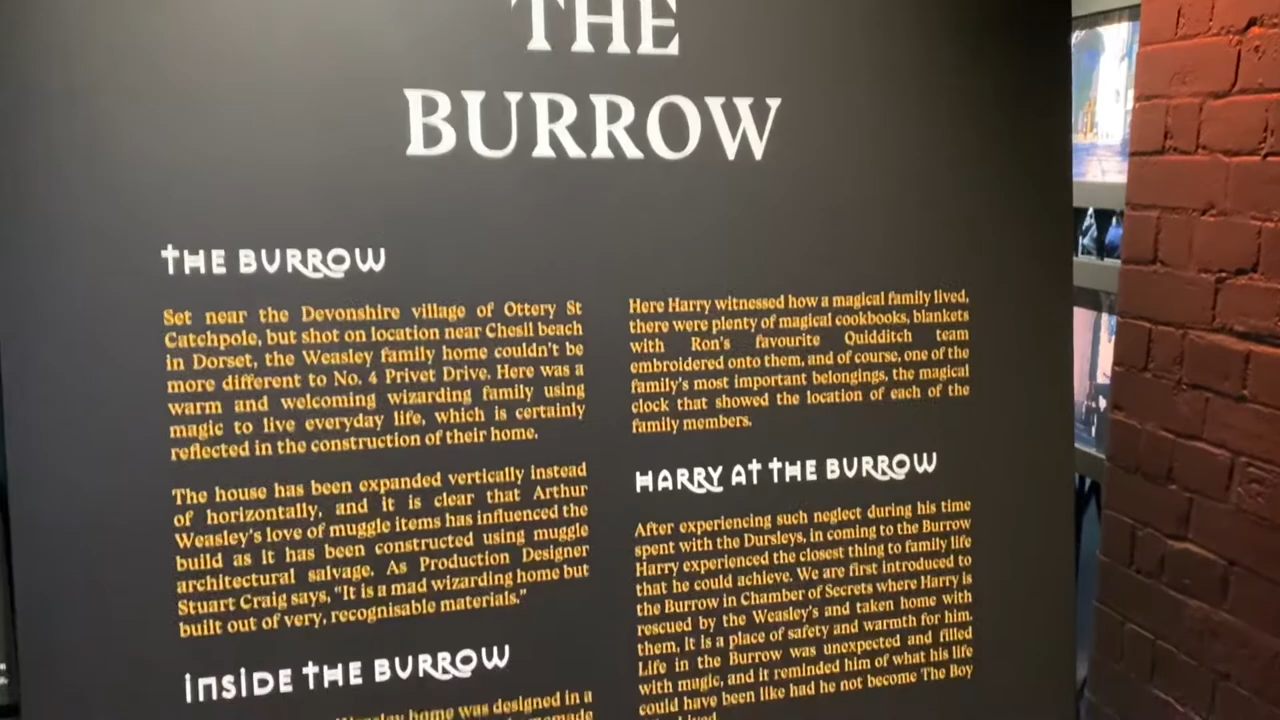 THE
BURROW
THE BURROW
Set near the Devonshire village of Ottery St
Catchpole, but shot on location near Chesil beach
in Dorset, the Weasley family home couldn't be
more different to No. 4 Privet Drive. Here was a
warm and welcoming wizarding family using
magic to live everyday life, which is certainly
reflected in the construction of their home.
The house has been expanded vertically instead
of horizontally, and it is clear that Arthur
Weasley's love of muggle items has influenced the
build as it has been constructed using muggle
architectural salvage. As Production Designer
Stuart Craig says, "It is a mad wizarding home but
built out of very, recognisable materials."
INSIDE THE BURROW
Weasley home was designed in a
homemade
Here Harry witnessed how a magical family lived,
there were plenty of magical cookbooks, blankets
with Ron's favourite Quidditch team
embroidered onto them, and of course, one of the
family's most important belongings, the magical
clock that showed the location of each of the
family members.
HARRY AT THE BURROW
After experiencing such neglect during his time
spent with the Dursleys, in coming to the Burrow
Harry experienced the closest thing to family life
that he could achieve. We are first introduced to
the Burrow in Chamber of Secrets where Harry is
rescued by the Weasley's and taken home with
them. It is a place of safety and warmth for him.
Life in the Burrow was unexpected and filled
with magic, and it reminded him of what his life
could have been like had he not become The Boy
Lived